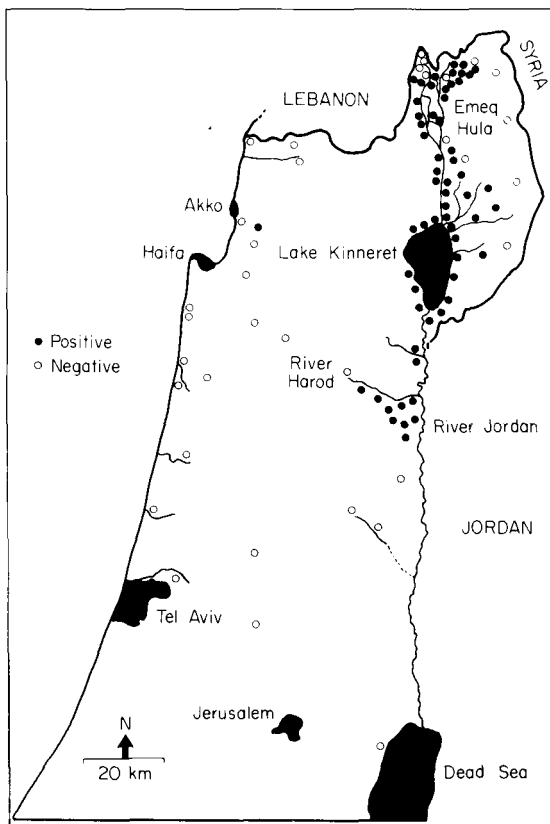 SYRIA
LEBANON
Emeq
Hula
Akko
Haifa
Lake Kinneret
● Positive
○ Negative
River
Harod
River Jordan
JORDAN
Tel Aviv
Jerusalem
N
20 km
Dead Sea